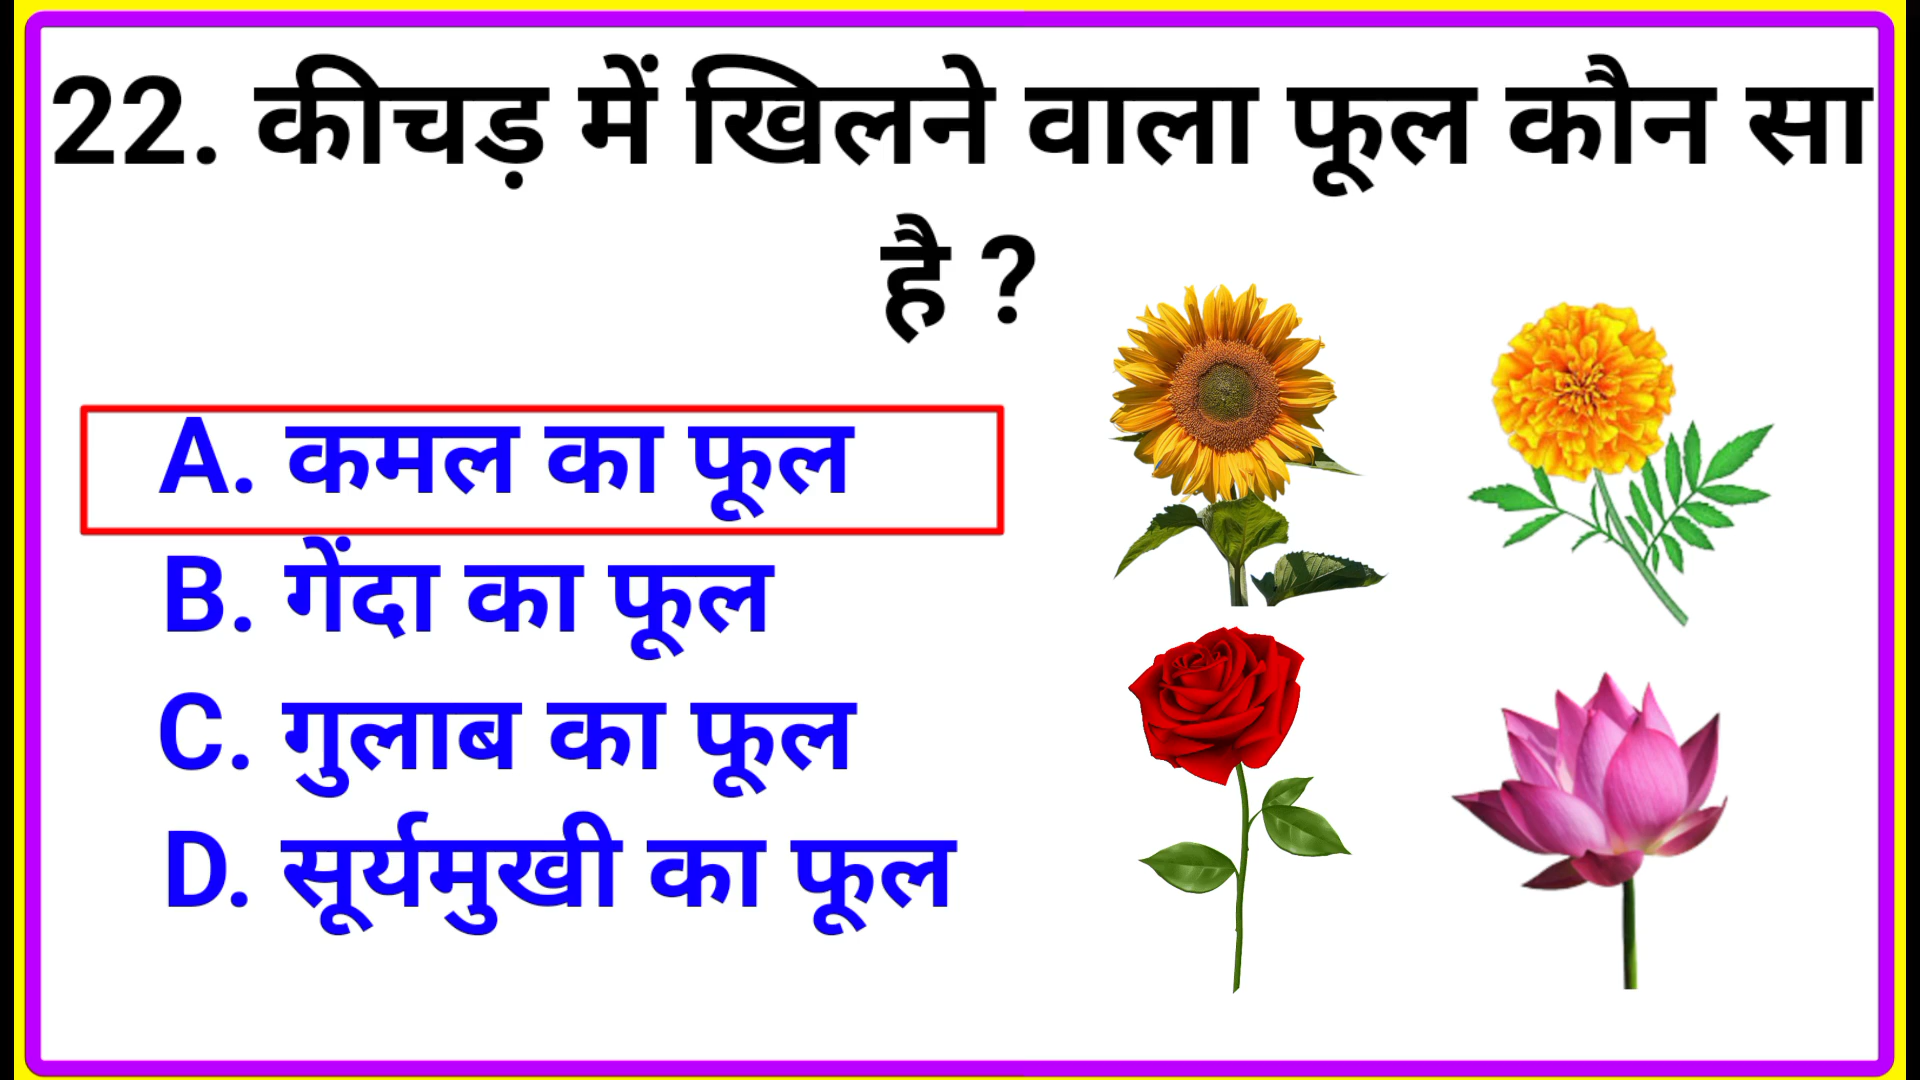 22. कीचड़ में खिलने वाला फूल कौन सा
है ?
A. कमल का फूल
B. गेंदा का फूल
C. गुलाब का फूल
D. सूर्यमुखी का फूल